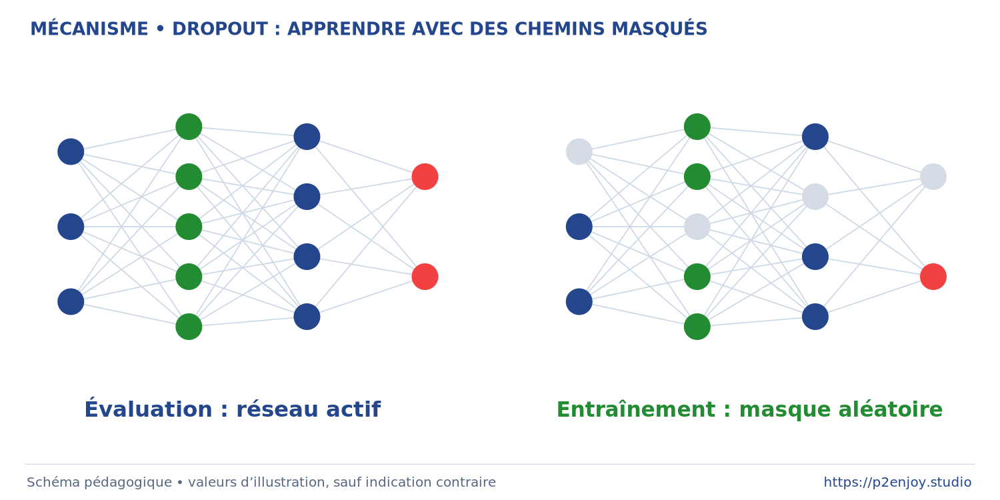 MÉCANISME • DROPOUT : APPRENDRE AVEC DES CHEMINS MASQUÉS
Évaluation : réseau actif
Entraînement : masque aléatoire
Schéma pédagogique • valeurs d’illustration, sauf indication contraire
https://p2enjoy.studio